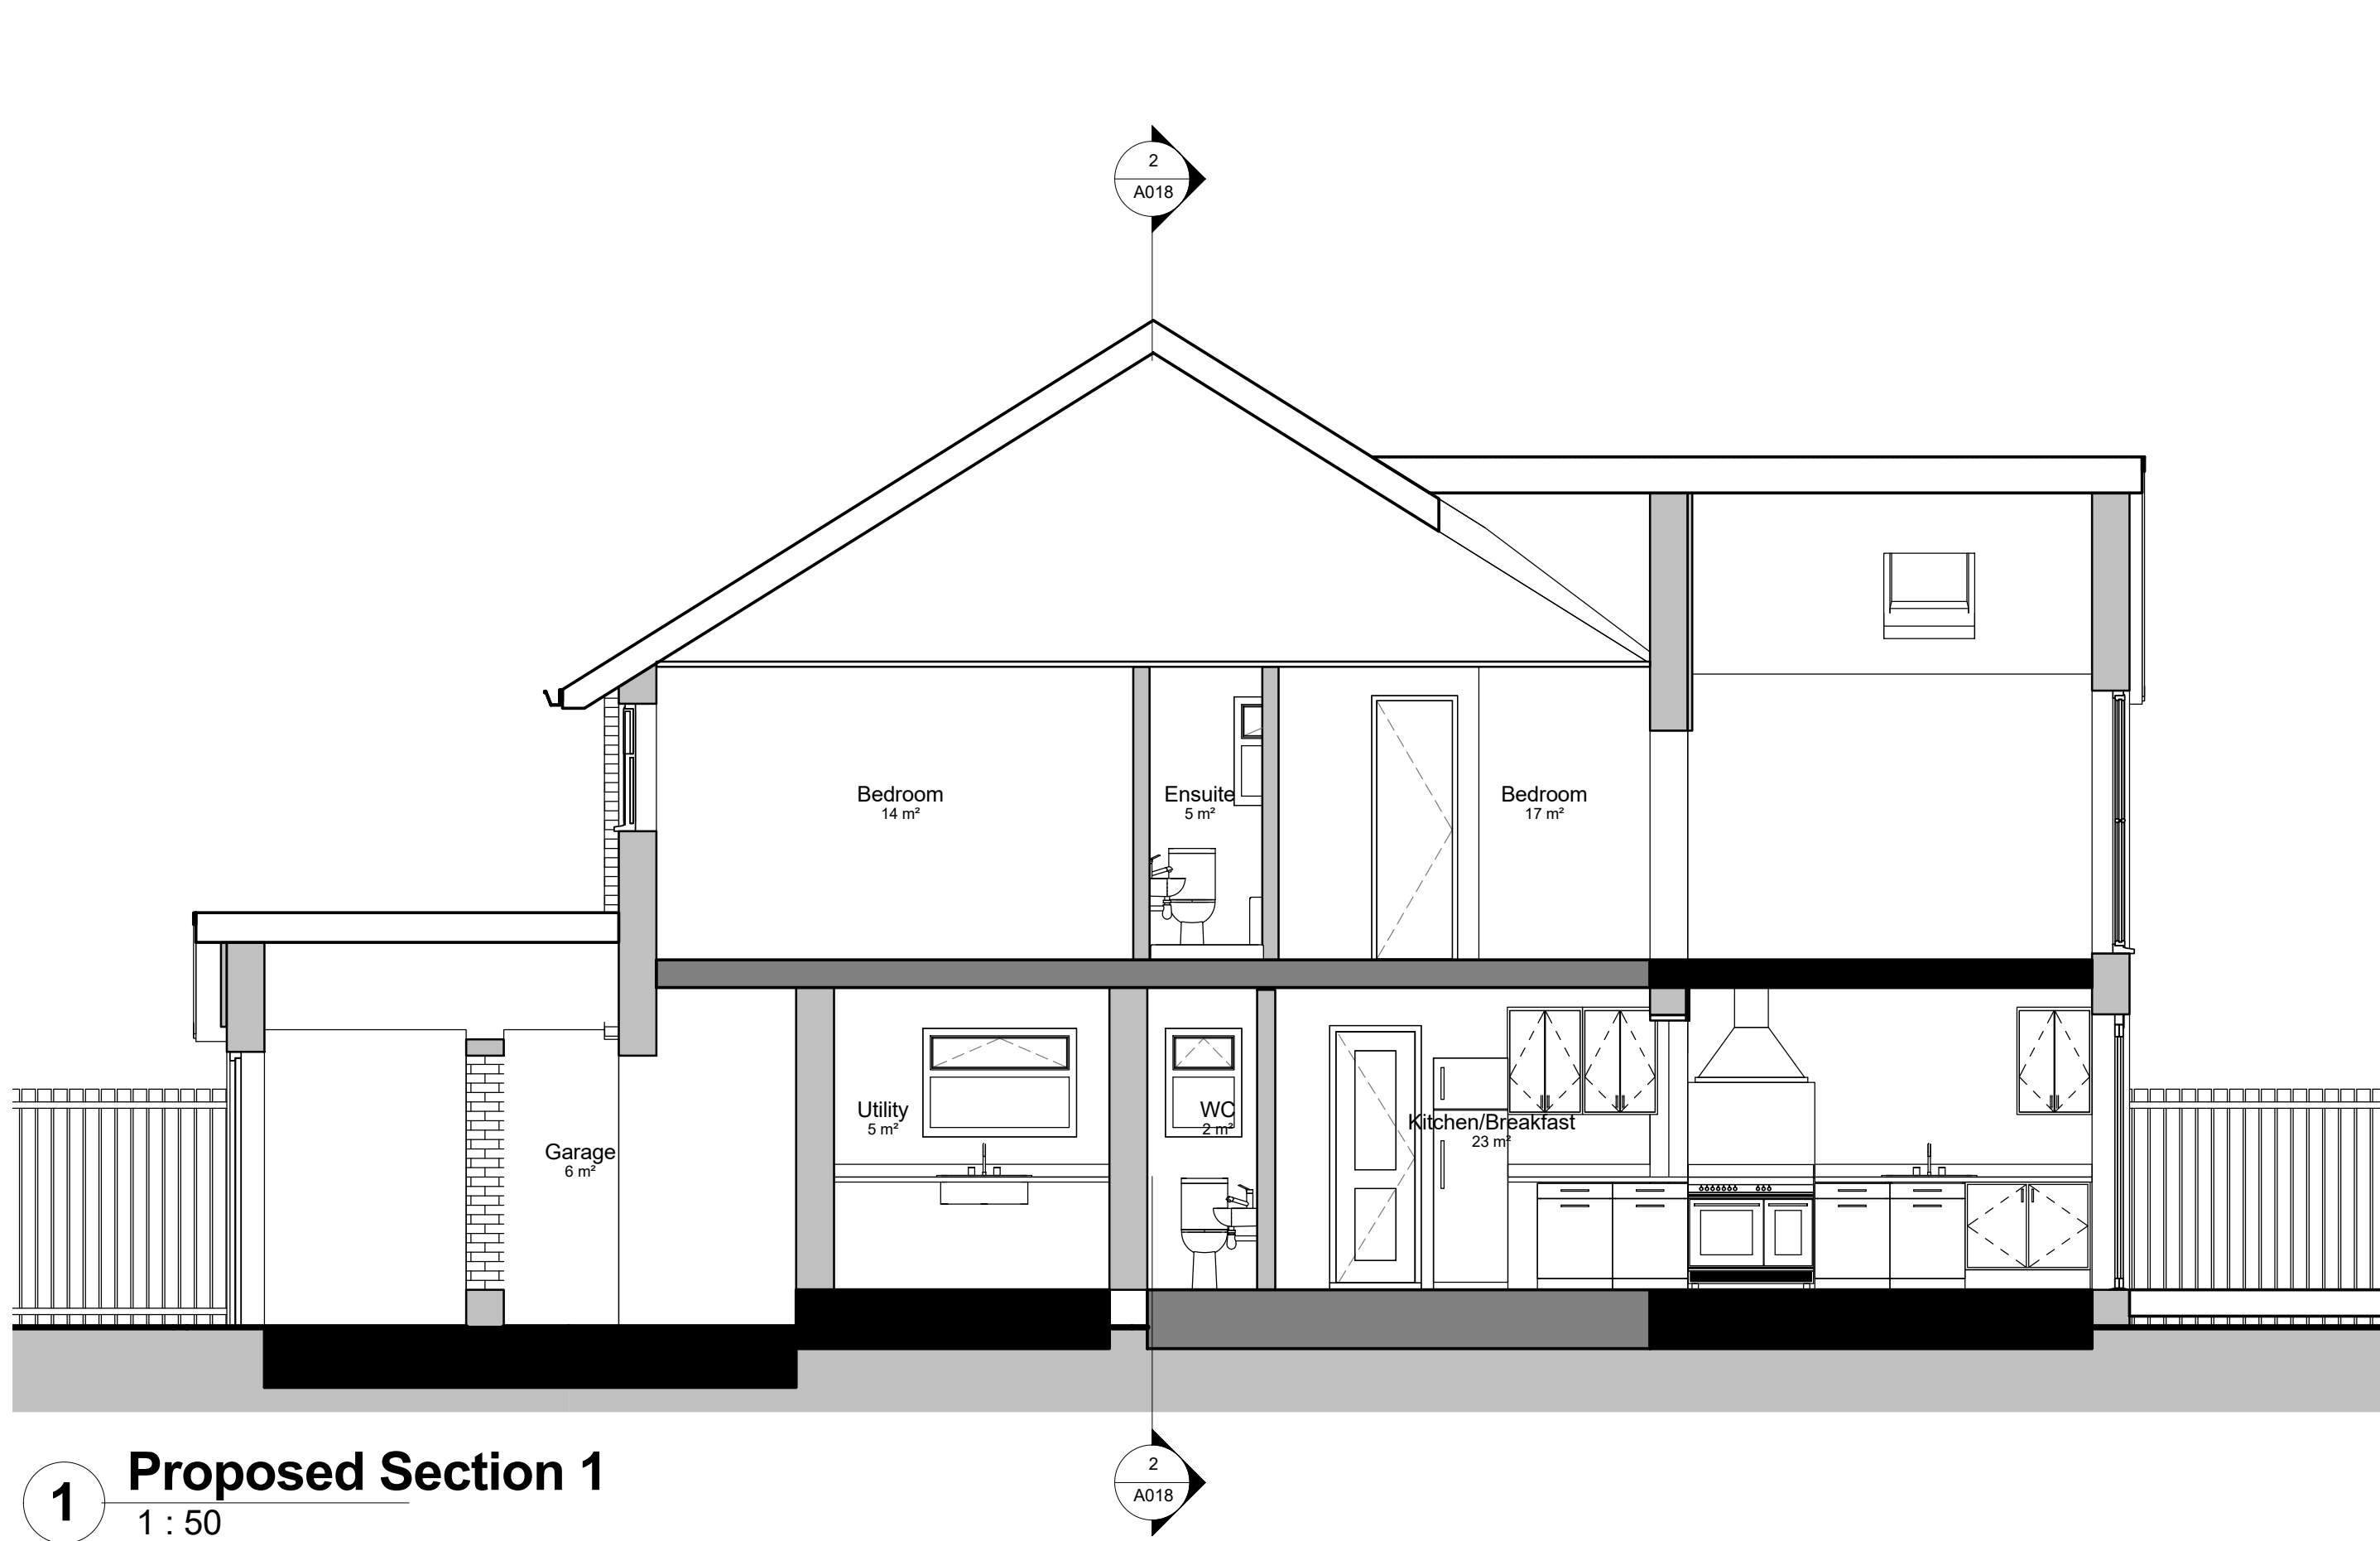 2
A018
Bedroom
14 m²
Ensuite
5 m²
Bedroom
17 m²
Utility
5 m²
WC
2 m²
Kitchen/Breakfast
23 m²
Garage
6 m²
1
Proposed Section 1
1 : 50
2
A018